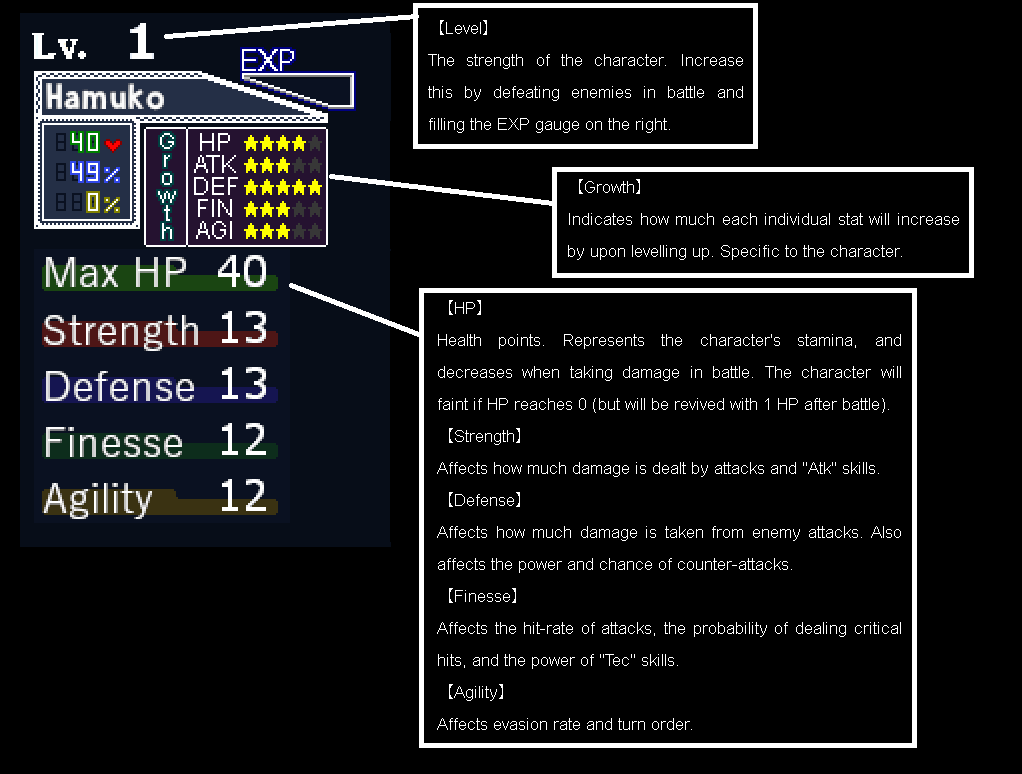 Lv. 1
EXP
Hamuko
40
49%
0%
Growth
HP
ATK
DEF
FIN
AGI
Max HP 40
Strength 13
Defense 13
Finesse 12
Agility 12
【Level】
The strength of the character. Increase
this by defeating enemies in battle and
filling the EXP gauge on the right.
【Growth】
Indicates how much each individual stat will increase
by upon levelling up. Specific to the character.
【HP】
Health points. Represents the character's stamina, and
decreases when taking damage in battle. The character will
faint if HP reaches 0 (but will be revived with 1 HP after battle).
【Strength】
Affects how much damage is dealt by attacks and "Atk" skills.
【Defense】
Affects how much damage is taken from enemy attacks. Also
affects the power and chance of counter-attacks.
【Finesse】
Affects the hit-rate of attacks, the probability of dealing critical
hits, and the power of "Tec" skills.
【Agility】
Affects evasion rate and turn order.